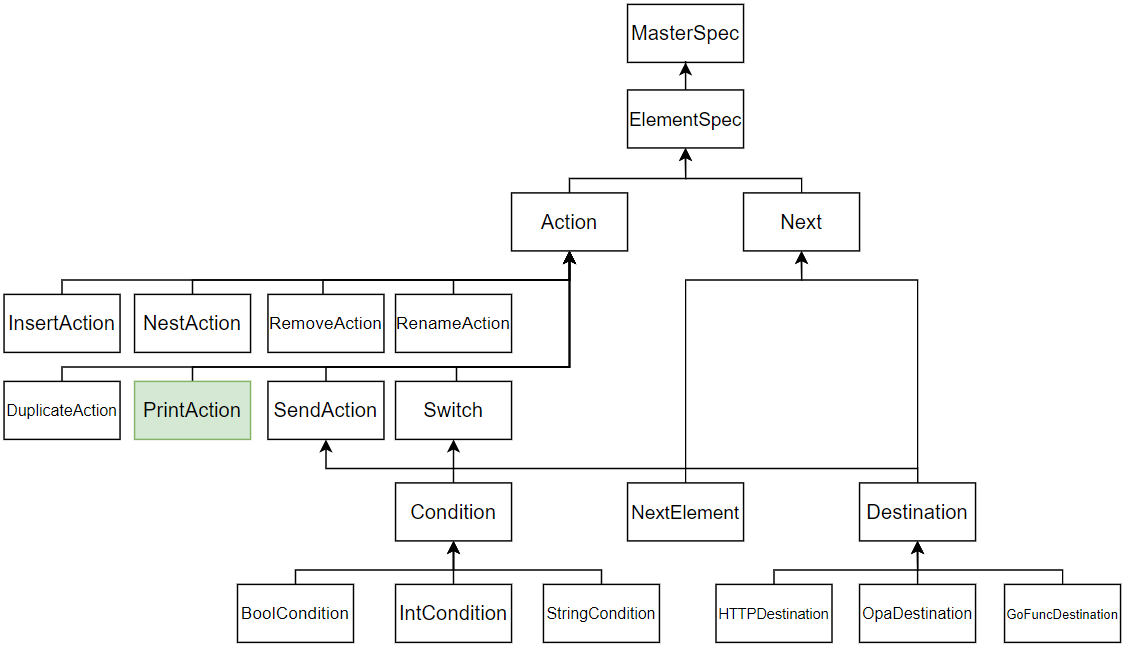 MasterSpec
ElementSpec
Action
Next
InsertAction
NestAction
RemoveAction
RenameAction
DuplicateAction
PrintAction
SendAction
Switch
Condition
NextElement
Destination
BoolCondition
IntCondition
StringCondition
HTTPDestination
OpaDestination
GoFuncDestination